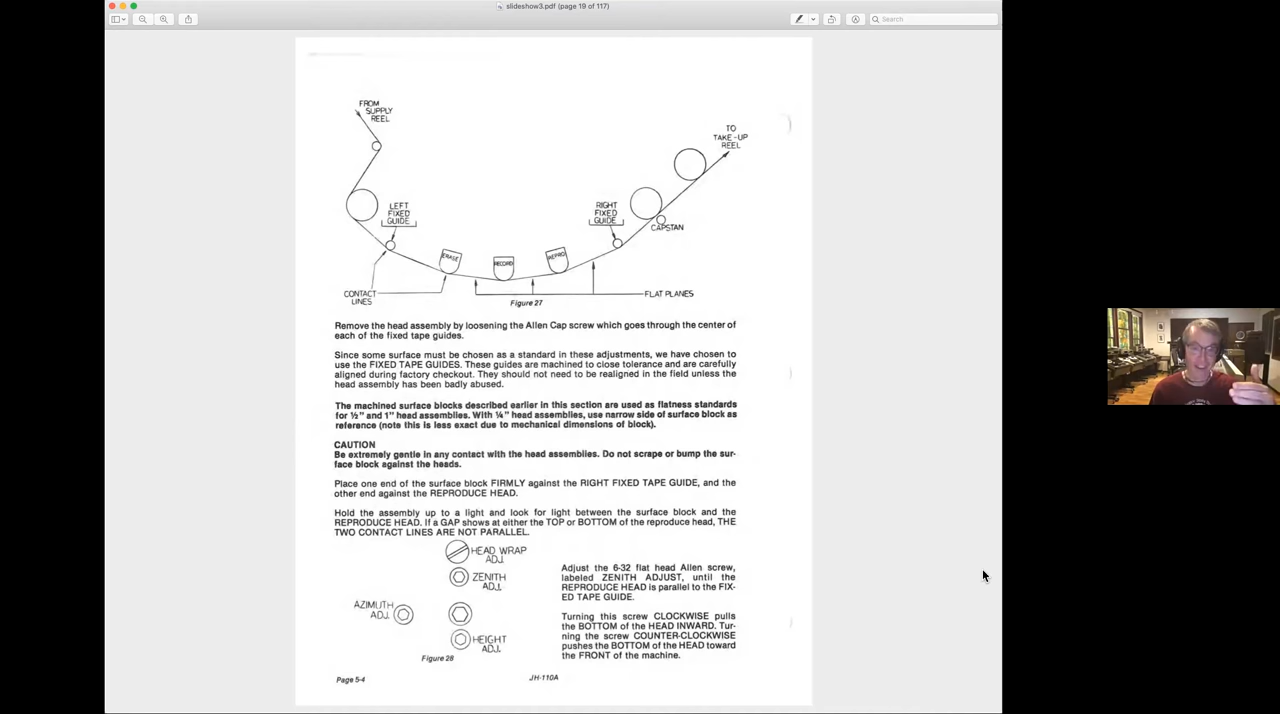 slideshow3.pdf (page 19 of 117)
Search
FROM
SUPPLY
REEL
TO
TAKE-UP
REEL
LEFT
FIXED
GUIDE
RIGHT
FIXED
GUIDE
CAPSTAN
ERASE
RECORD
REPRO
CONTACT
LINES
FLAT PLANES
Figure 27
Remove the head assembly by loosening the Allen Cap screw which goes through the center of
each of the fixed tape guides.
Since some surface must be chosen as a standard in these adjustments, we have chosen to
use the FIXED TAPE GUIDES. These guides are machined to close tolerance and are carefully
aligned during factory checkout. They should not need to be realigned in the field unless the
head assembly has been badly abused.
The machined surface blocks described earlier in this section are used as flatness standards
for ½" and 1" head assemblies. With ¼" head assemblies, use narrow side of surface block as
reference (note this is less exact due to mechanical dimensions of block).
CAUTION
Be extremely gentle in any contact with the head assemblies. Do not scrape or bump the sur-
face block against the heads.
Place one end of the surface block FIRMLY against the RIGHT FIXED TAPE GUIDE, and the
other end against the REPRODUCE HEAD.
Hold the assembly up to a light and look for light between the surface block and the
REPRODUCE HEAD. If a GAP shows at either the TOP or BOTTOM of the reproduce head, THE
TWO CONTACT LINES ARE NOT PARALLEL.
HEAD WRAP
ADJ.
ZENITH
ADJ.
AZIMUTH
ADJ.
HEIGHT
ADJ.
Figure 28
Adjust the 6-32 flat head Allen screw,
labeled ZENITH ADJUST, until the
REPRODUCE HEAD is parallel to the FIX-
ED TAPE GUIDE.
Turning this screw CLOCKWISE pulls
the BOTTOM of the HEAD INWARD. Tur-
ning the screw COUNTER-CLOCKWISE
pushes the BOTTOM of the HEAD toward
the FRONT of the machine.
Page 5-4
JH-110A